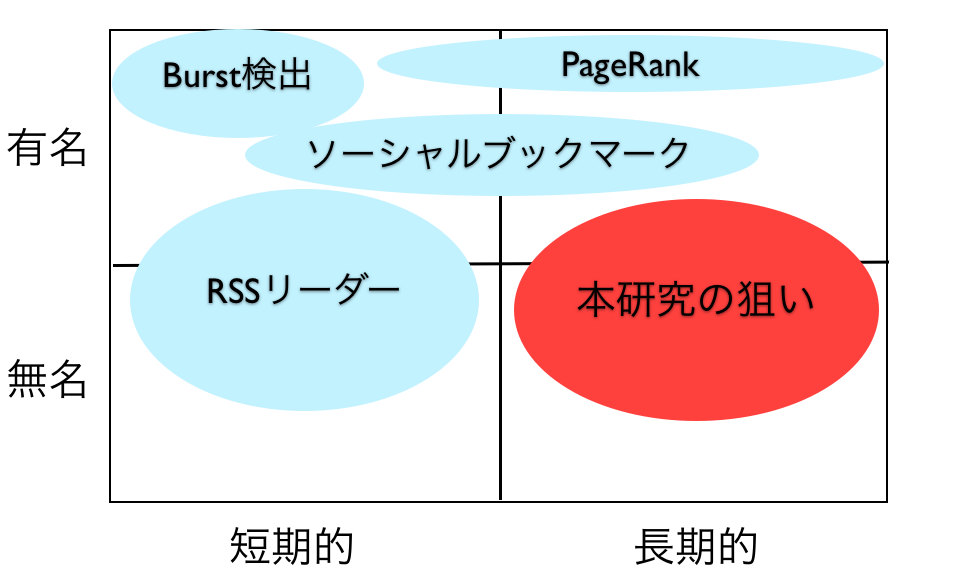 Burst検出
PageRank
有名
ソーシャルブックマーク
RSSリーダー
本研究の狙い
無名
短期的
長期的